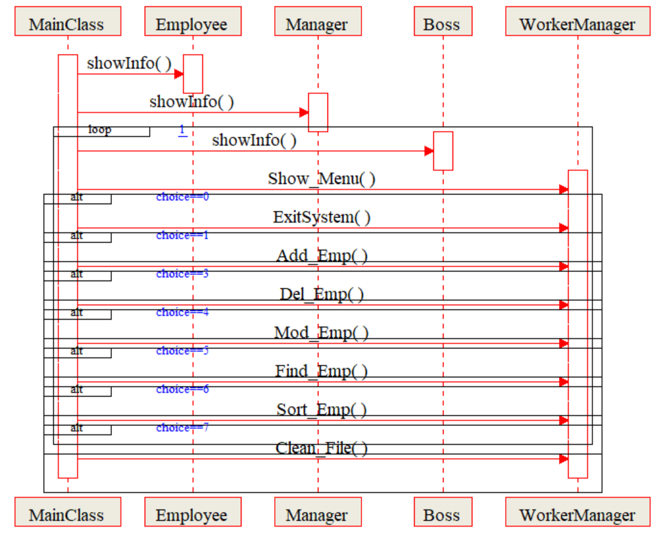 MainClass Employee Manager Boss WorkerManager
showInfo( )
showInfo( )
loop 1
showInfo( )
Show_Menu( )
alt choice==0
ExitSystem( )
alt choice==1
Add_Emp( )
alt choice==3
Del_Emp( )
alt choice==4
Mod_Emp( )
alt choice==5
Find_Emp( )
alt choice==6
Sort_Emp( )
alt choice==7
Clean_File( )
MainClass Employee Manager Boss WorkerManager